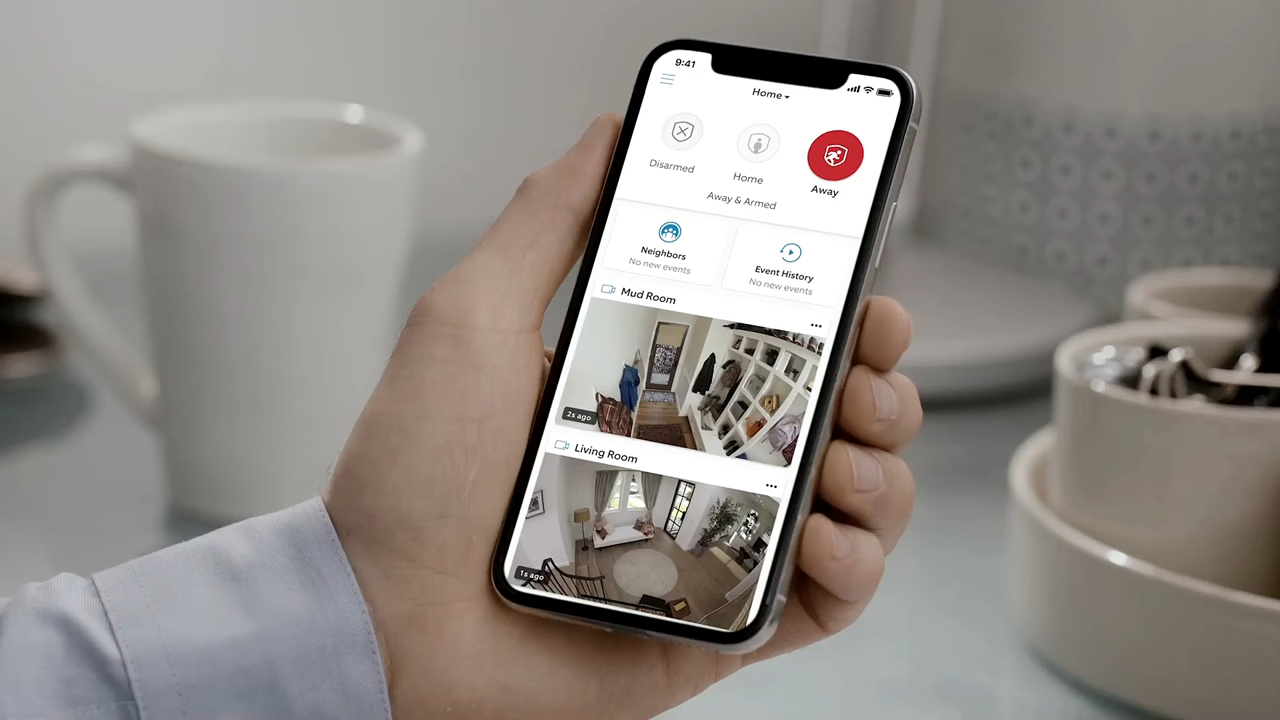 9:41
Home
Disarmed
Home
Away
Away & Armed
Neighbors
No new events
Event History
No new events
Mud Room
2s ago
Living Room
1s ago